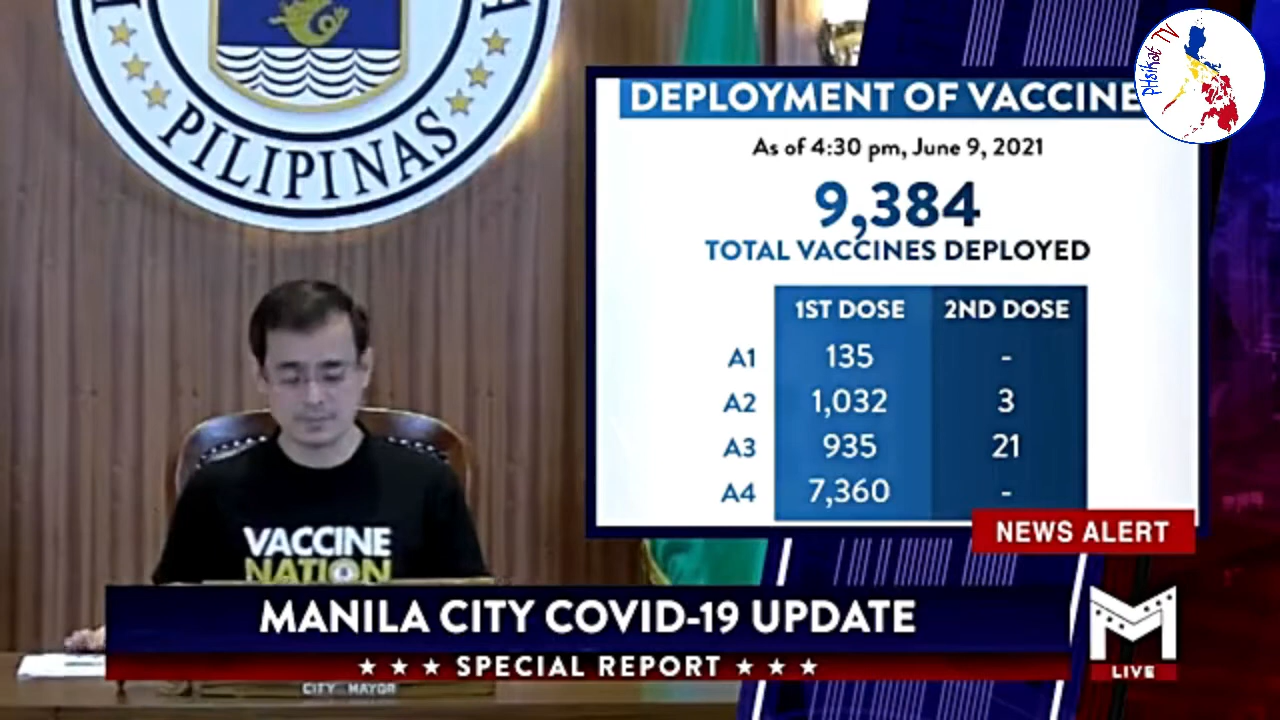 PILIPINAS
VACCINE
NATION
CITY MAYOR
DEPLOYMENT OF VACCINE
As of 4:30 pm, June 9, 2021
9,384
TOTAL VACCINES DEPLOYED
1ST DOSE 2ND DOSE
A1 135 -
A2 1,032 3
A3 935 21
A4 7,360 -
NEWS ALERT
MANILA CITY COVID-19 UPDATE
SPECIAL REPORT
M
LIVE